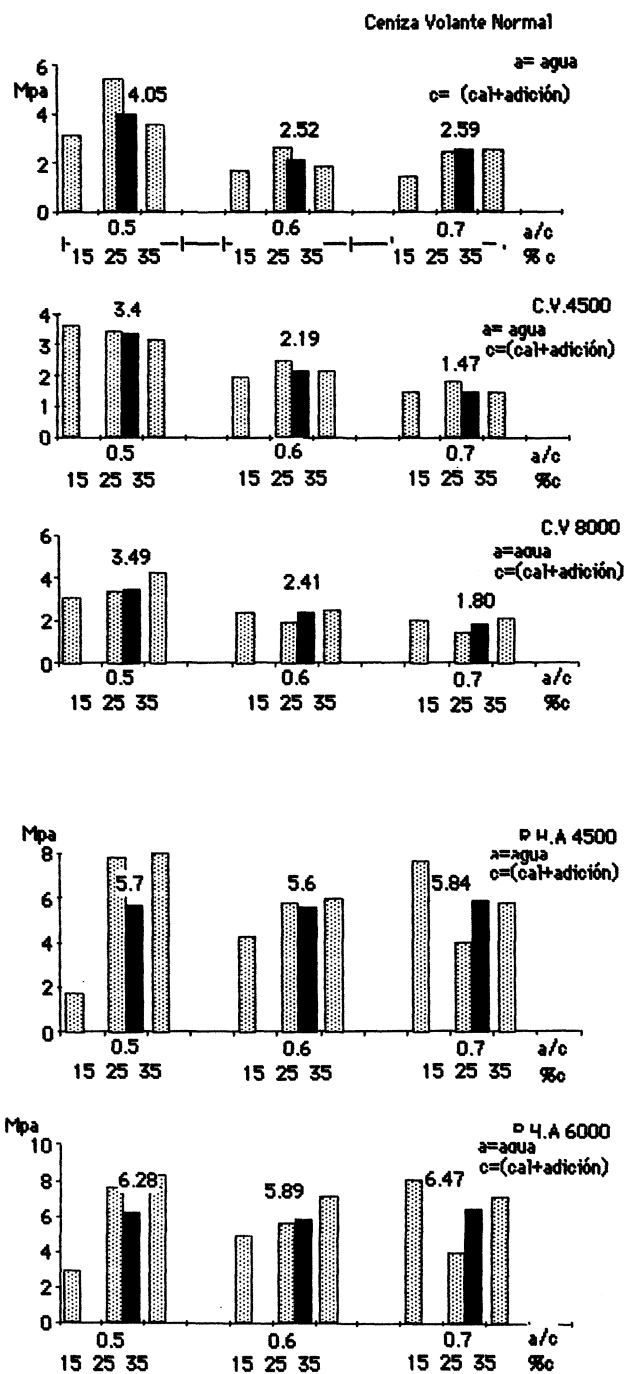 Ceniza Volante Normal
a= agua
c= (cal+adición)
Mpa
6
4
2
0
4.05
2.52
2.59
0.5 0.6 0.7 a/c
15 25 35 15 25 35 15 25 35 % c
C.V.4500
a= agua
c=(cal+adición)
4
3
2
1
0
3.4
2.19
1.47
0.5 0.6 0.7 a/c
15 25 35 15 25 35 15 25 35 %c
C.V 8000
a=agua
c=(cal+adición)
6
4
2
0
3.49
2.41
1.80
0.5 0.6 0.7 a/c
15 25 35 15 25 35 15 25 35 %c
Mpa
4500
a=agua
c=(cal+adición)
8
6
4
2
0
5.7
5.6
5.84
0.5 0.6 0.7 a/c
15 25 35 15 25 35 15 25 35 %c
Mpa
6000
a=agua
c=(cal+adición)
10
8
6
4
2
0
6.28
5.89
6.47
0.5 0.6 0.7 a/c
15 25 35 15 25 35 15 25 35 %c